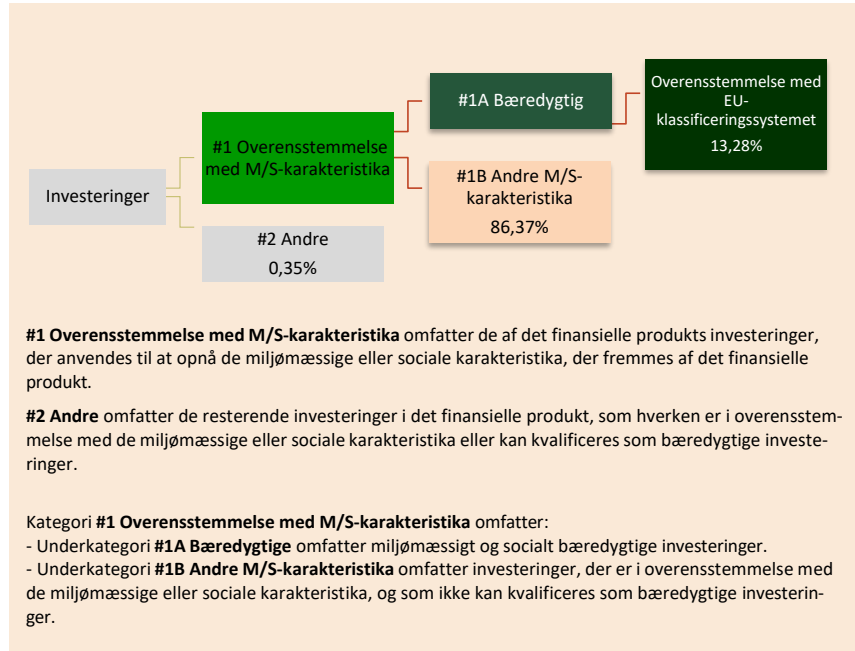 Investeringer
#1 Overensstemmelse
med M/S-karakteristika
#2 Andre
0,35%
#1A Bæredygtig
#1B Andre M/S-
karakteristika
86,37%
Overensstemmelse med
EU-
klassificeringssystemet
13,28%
#1 Overensstemmelse med M/S-karakteristika omfatter de af det finansielle produkts investeringer,
der anvendes til at opnå de miljømæssige eller sociale karakteristika, der fremmes af det finansielle
produkt.
#2 Andre omfatter de resterende investeringer i det finansielle produkt, som hverken er i overensstem-
melse med de miljømæssige eller sociale karakteristika eller kan kvalificeres som bæredygtige investe-
ringer.
Kategori #1 Overensstemmelse med M/S-karakteristika omfatter:
- Underkategori #1A Bæredygtige omfatter miljømæssigt og socialt bæredygtige investeringer.
- Underkategori #1B Andre M/S-karakteristika omfatter investeringer, der er i overensstemmelse med
de miljømæssige eller sociale karakteristika, og som ikke kan kvalificeres som bæredygtige investerin-
ger.